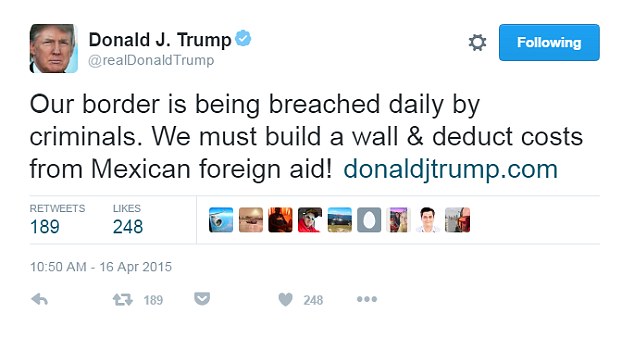 Donald J. Trump
@realDonaldTrump
Following
Our border is being breached daily by
criminals. We must build a wall & deduct costs
from Mexican foreign aid! donaldjtrump.com
RETWEETS LIKES
189 248
10:50 AM - 16 Apr 2015
189 248